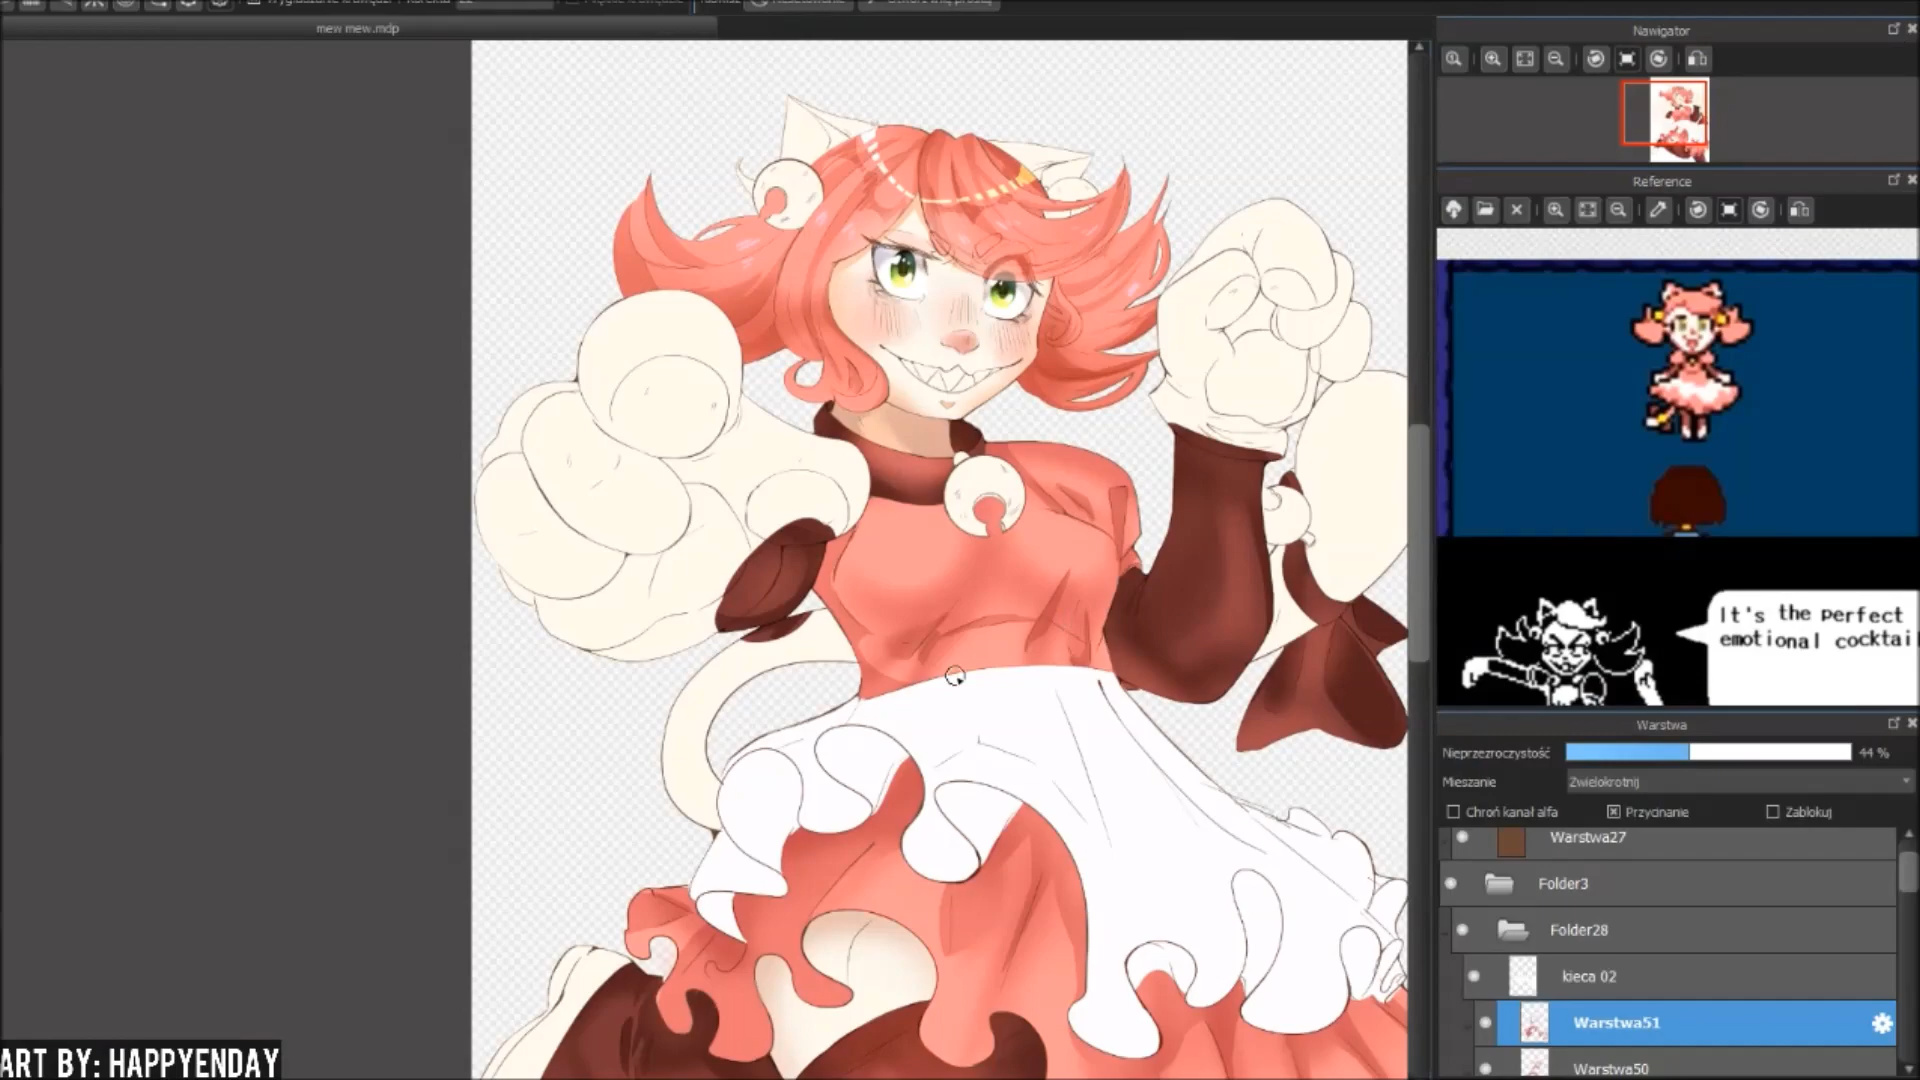 mew mew.mdp
Nawigator
Reference
It's the perfect
emotional cocktail
Warstwa
Nieprzezroczystość
44 %
Mieszanie
Zwielokrotnij
Chroń kanał alfa
Przycinanie
Zablokuj
Warstwa27
Folder3
Folder28
kieca 02
Warstwa51
Warstwa50
ART BY: HAPPYENDAY